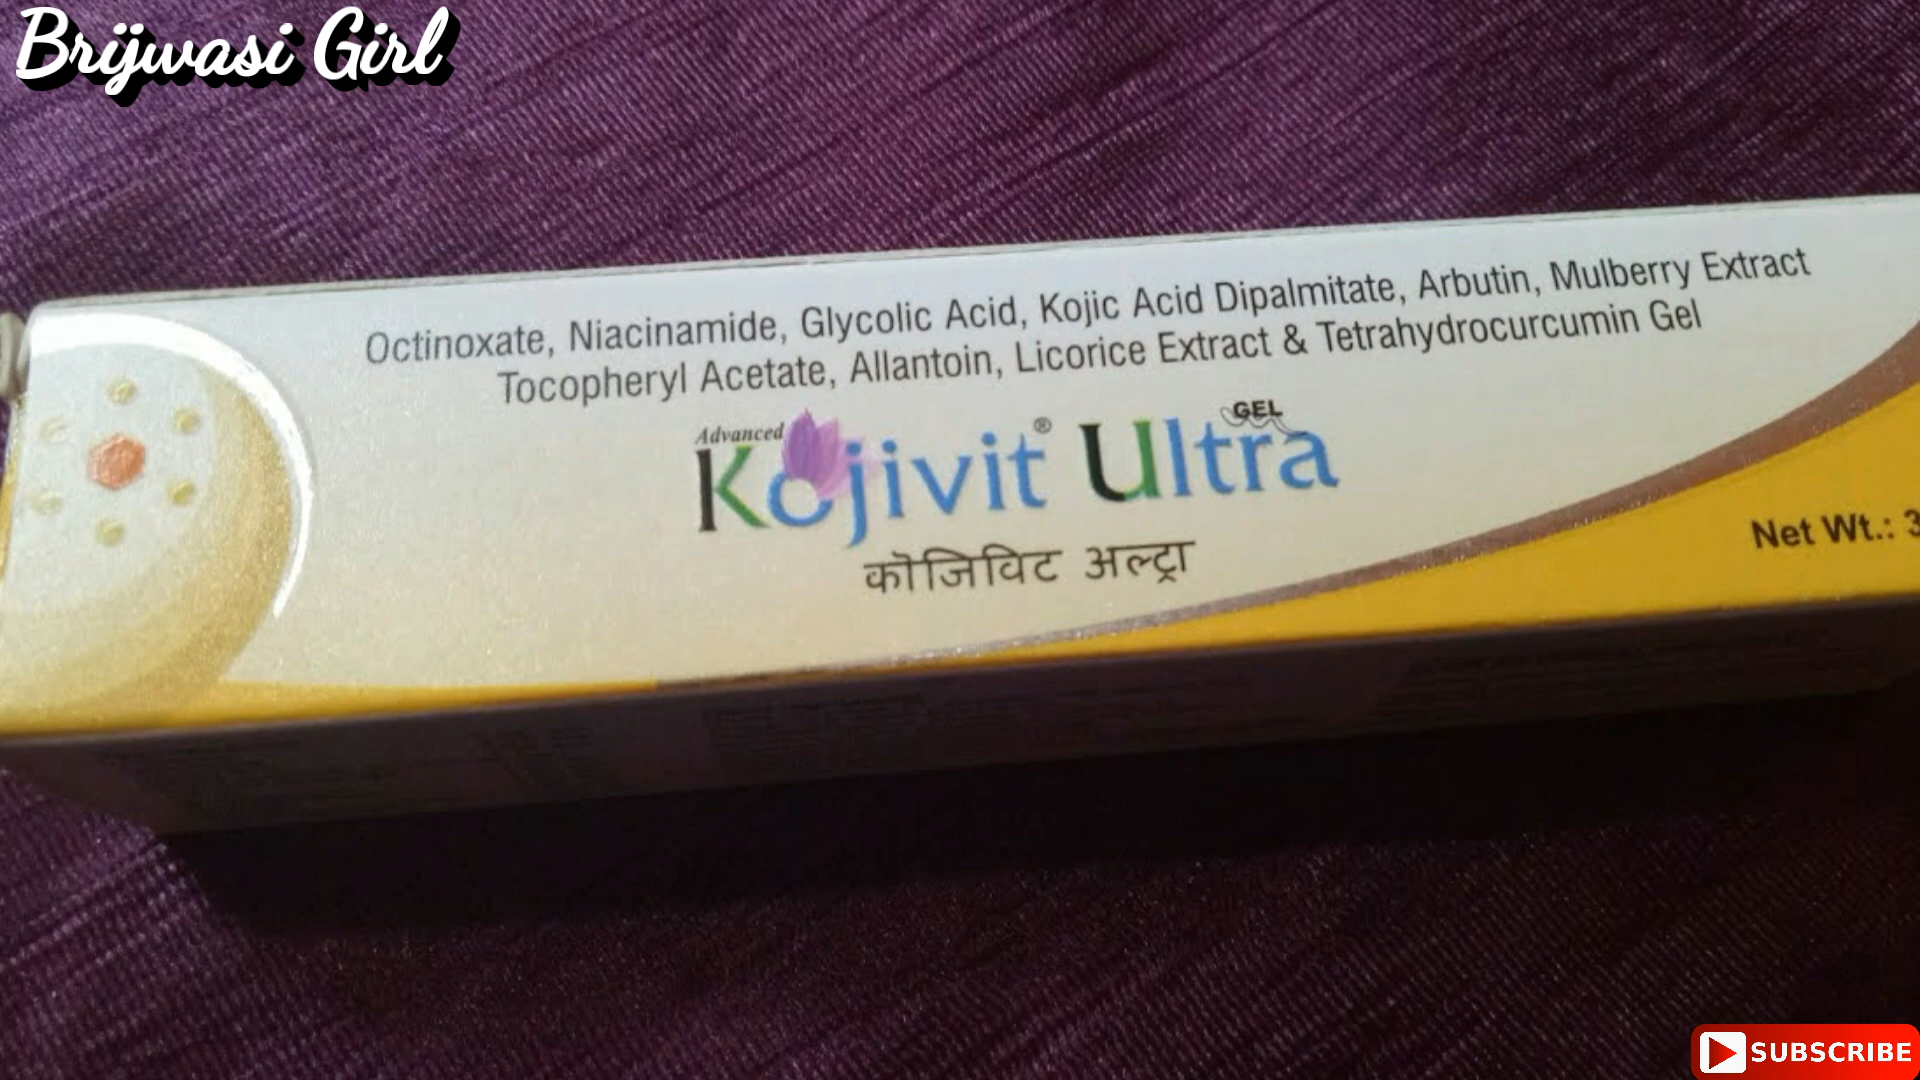 Brijwasi Girl
Octinoxate, Niacinamide, Glycolic Acid, Kojic Acid Dipalmitate, Arbutin, Mulberry Extract
Tocopheryl Acetate, Allantoin, Licorice Extract & Tetrahydrocurcumin Gel
Advanced
Kojivit® Ultra GEL
कॊजिविट अल्ट्रा
Net Wt.: 3
SUBSCRIBE